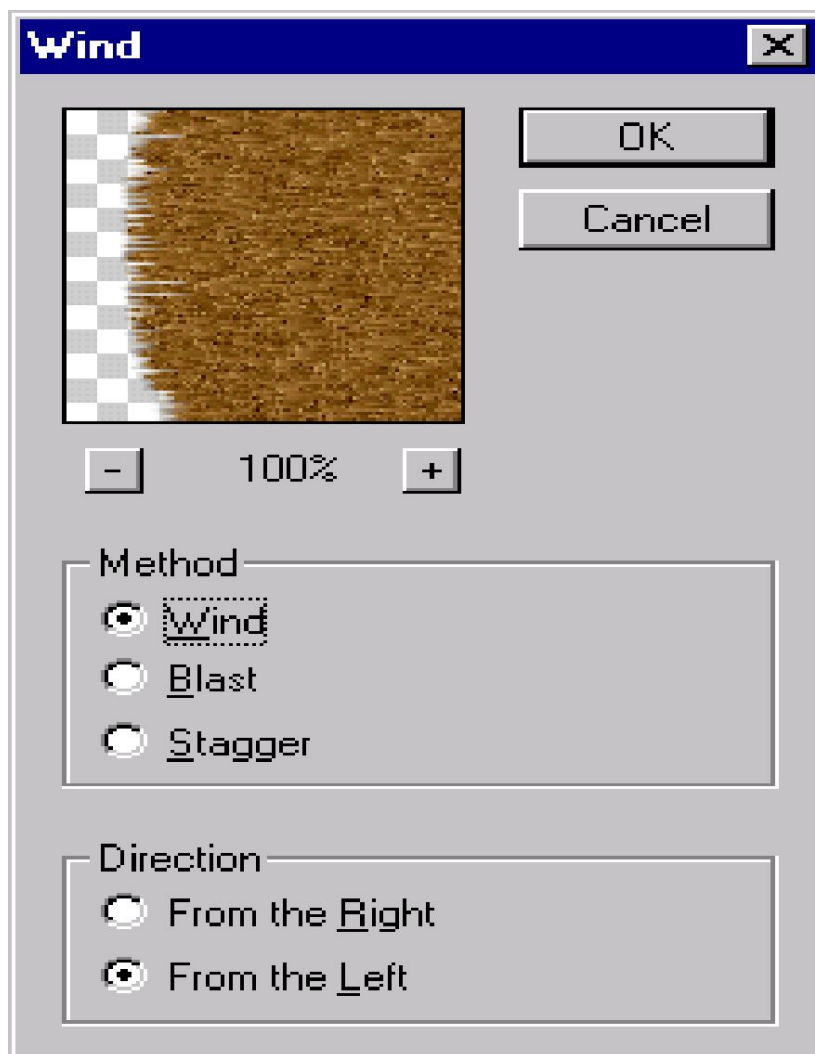 Wind
OK
Cancel
- 100% +
Method
Wind
Blast
Stagger
Direction
From the Right
From the Left